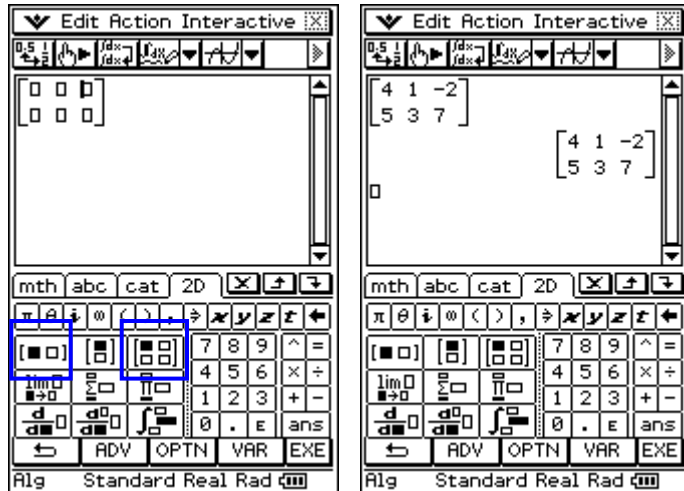 Edit Action Interactive
mth abc cat 2D
π θ i ∞ ( ) , ⇒ x y z t
7 8 9 ^ =
lim 4 5 6 × ÷
Σ Π 1 2 3 + −
d d 0 . E ans
ADV OPTN VAR EXE
Alg Standard Real Rad
Edit Action Interactive
4 1 -2
5 3 7
4 1 -2
5 3 7
mth abc cat 2D
π θ i ∞ ( ) , ⇒ x y z t
7 8 9 ^ =
lim 4 5 6 × ÷
Σ Π 1 2 3 + −
d d 0 . E ans
ADV OPTN VAR EXE
Alg Standard Real Rad